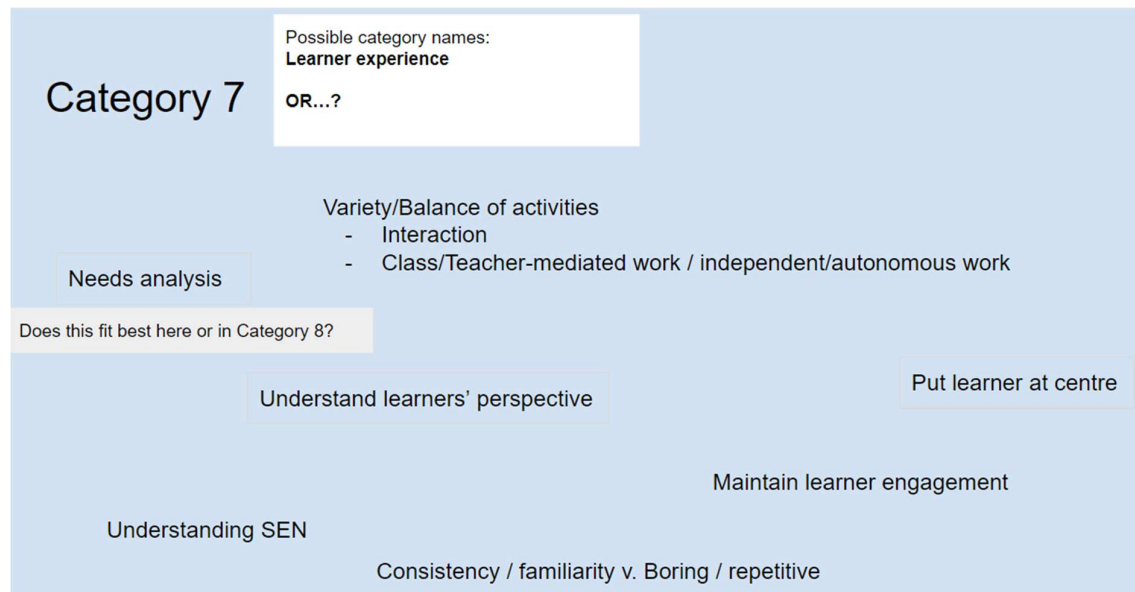 Category 7
Possible category names:
Learner experience
OR...?
Variety/Balance of activities
- Interaction
- Class/Teacher-mediated work / independent/autonomous work
Needs analysis
Does this fit best here or in Category 8?
Understand learners’ perspective
Put learner at centre
Maintain learner engagement
Understanding SEN
Consistency / familiarity v. Boring / repetitive